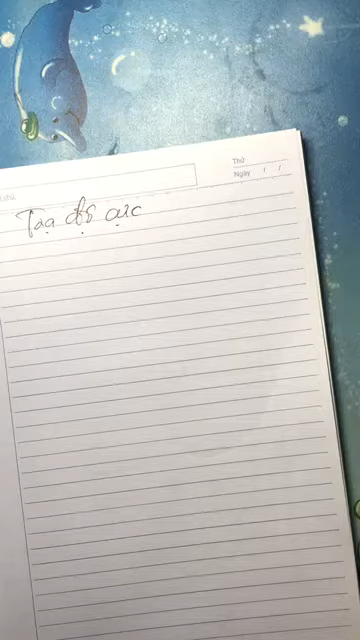 Thứ
Ngày / /
Tọa độ cực